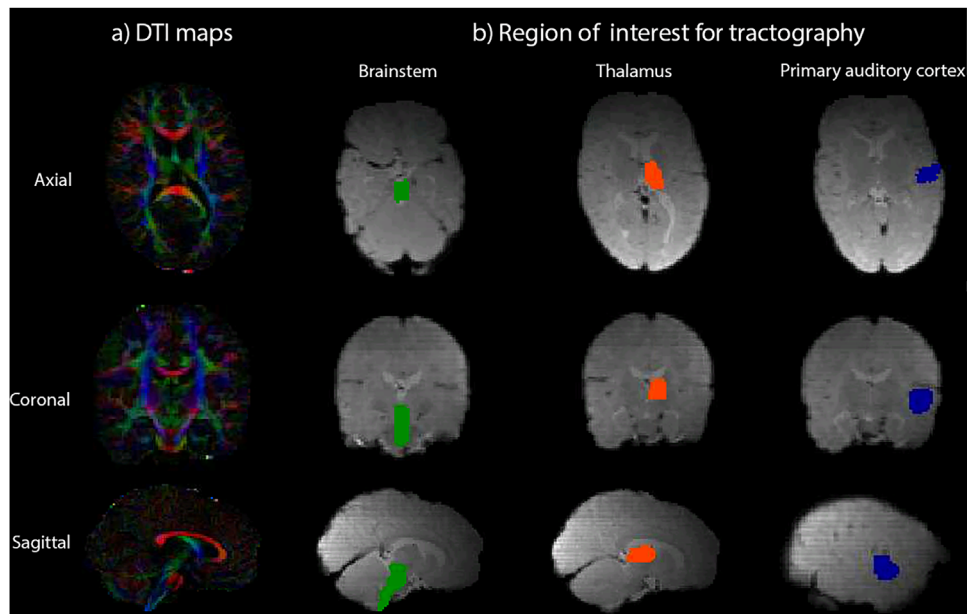 a) DTI maps
b) Region of interest for tractography
Brainstem
Thalamus
Primary auditory cortex
Axial
Coronal
Sagittal